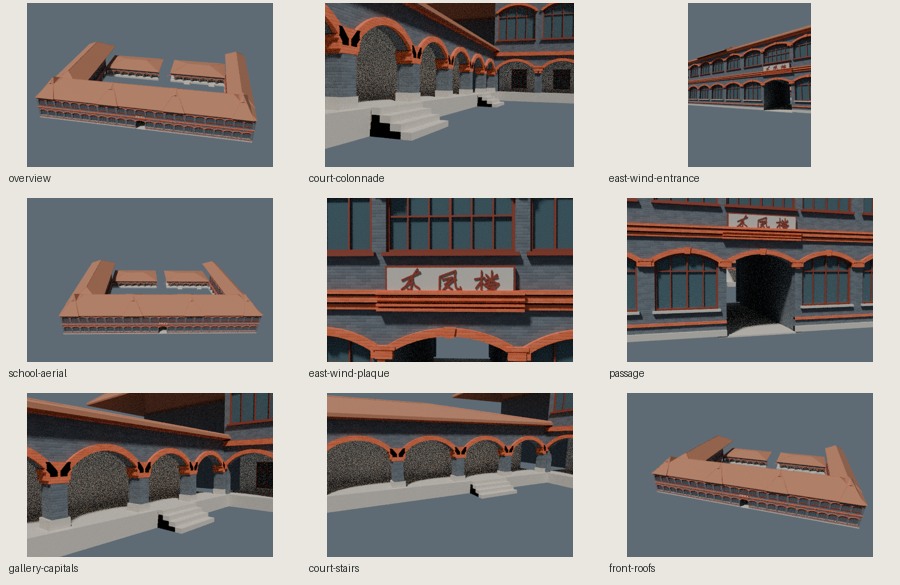 overview
court-colonnade
east-wind-entrance
school-aerial
east-wind-plaque
passage
gallery-capitals
court-stairs
front-roofs